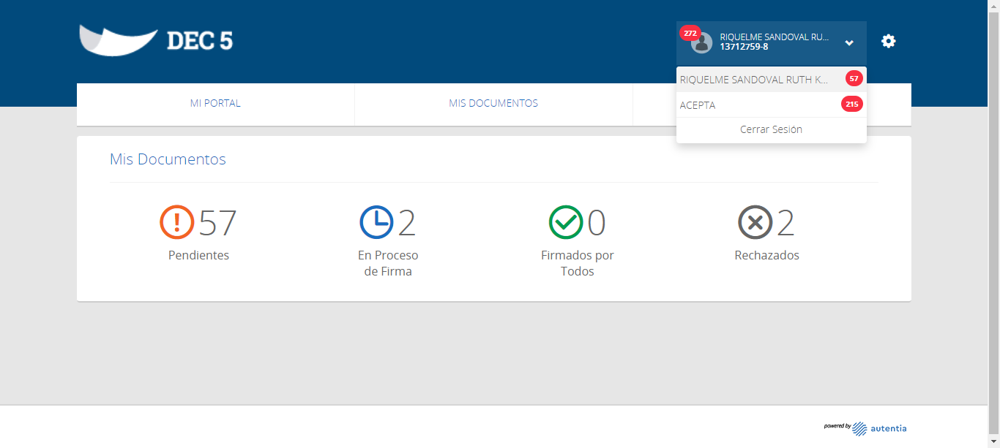 DEC 5
272
RIQUELME SANDOVAL RU...
13712759-8
RIQUELME SANDOVAL RUTH K...
57
ACEPTA
215
Cerrar Sesión
MI PORTAL
MIS DOCUMENTOS
Mis Documentos
57
Pendientes
2
En Proceso
de Firma
0
Firmados por
Todos
2
Rechazados
powered by
autentia